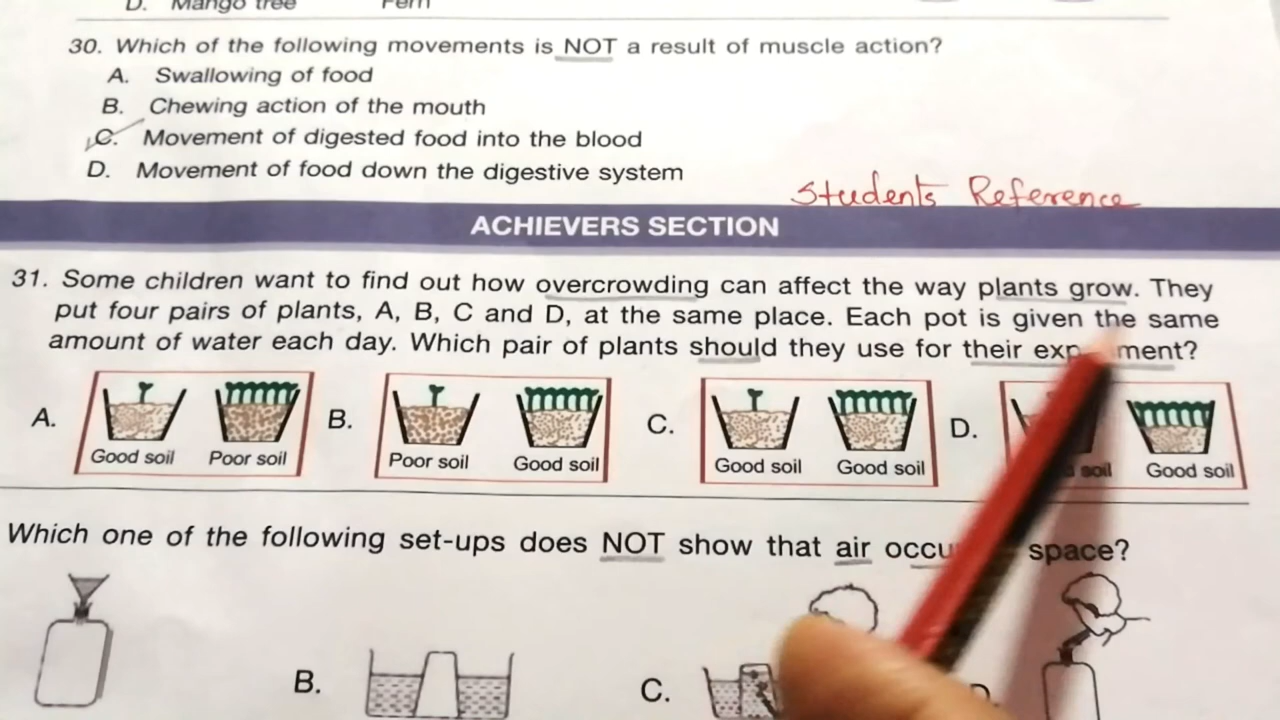 D. Mango tree Fern
30. Which of the following movements is NOT a result of muscle action?
A. Swallowing of food
B. Chewing action of the mouth
C. Movement of digested food into the blood
D. Movement of food down the digestive system
Students Reference
ACHIEVERS SECTION
31. Some children want to find out how overcrowding can affect the way plants grow. They
put four pairs of plants, A, B, C and D, at the same place. Each pot is given the same
amount of water each day. Which pair of plants should they use for their ment?
A. B. C. D.
Good soil Poor soil Poor soil Good soil Good soil Good soil soil Good soil
Which one of the following set-ups does NOT show that air space?
B. C.